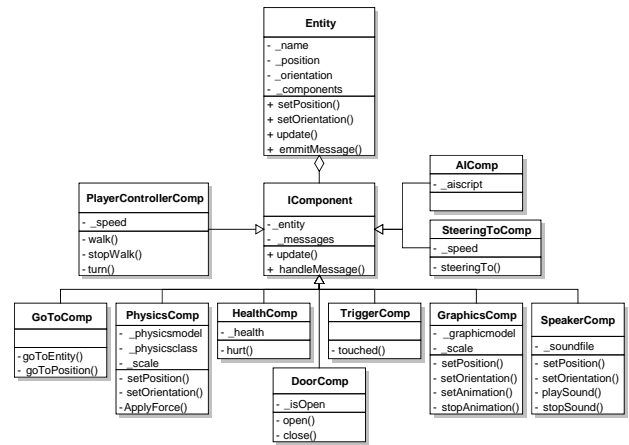 Entity
- _name
- _position
- _orientation
- _components
+ setPosition()
+ setOrientation()
+ update()
+ emmitMessage()
PlayerControllerComp
- _speed
- walk()
- stopWalk()
- turn()
IComponent
- _entity
- _messages
+ update()
+ handleMessage()
AIComp
- _aiscript
SteeringToComp
- _speed
- steeringTo()
GoToComp
- goToEntity()
- goToPosition()
PhysicsComp
- _physicsmodel
- _physicsclass
- _scale
- setPosition()
- setOrientation()
- ApplyForce()
HealthComp
- _health
- hurt()
DoorComp
- _isOpen
- open()
- close()
TriggerComp
- touched()
GraphicsComp
- _graphicmodel
- _scale
- setPosition()
- setOrientation()
- setAnimation()
- stopAnimation()
SpeakerComp
- _soundfile
- setPosition()
- setOrientation()
- playSound()
- stopSound()